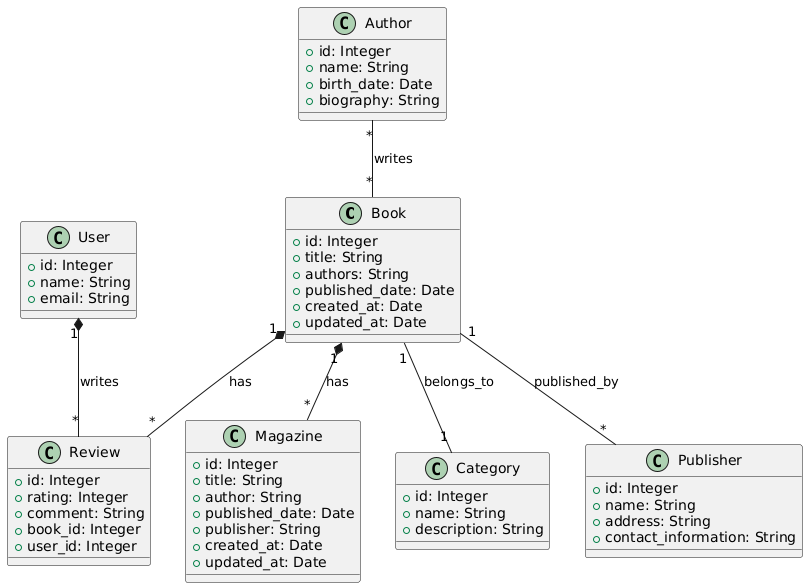 C Author
id: Integer
name: String
birth_date: Date
biography: String
*
writes
*
C Book
id: Integer
title: String
authors: String
published_date: Date
created_at: Date
updated_at: Date
C User
id: Integer
name: String
email: String
1
writes
*
1
has
*
1
has
*
1
belongs_to
1
1
published_by
*
C Review
id: Integer
rating: Integer
comment: String
book_id: Integer
user_id: Integer
C Magazine
id: Integer
title: String
author: String
published_date: Date
publisher: String
created_at: Date
updated_at: Date
C Category
id: Integer
name: String
description: String
C Publisher
id: Integer
name: String
address: String
contact_information: String